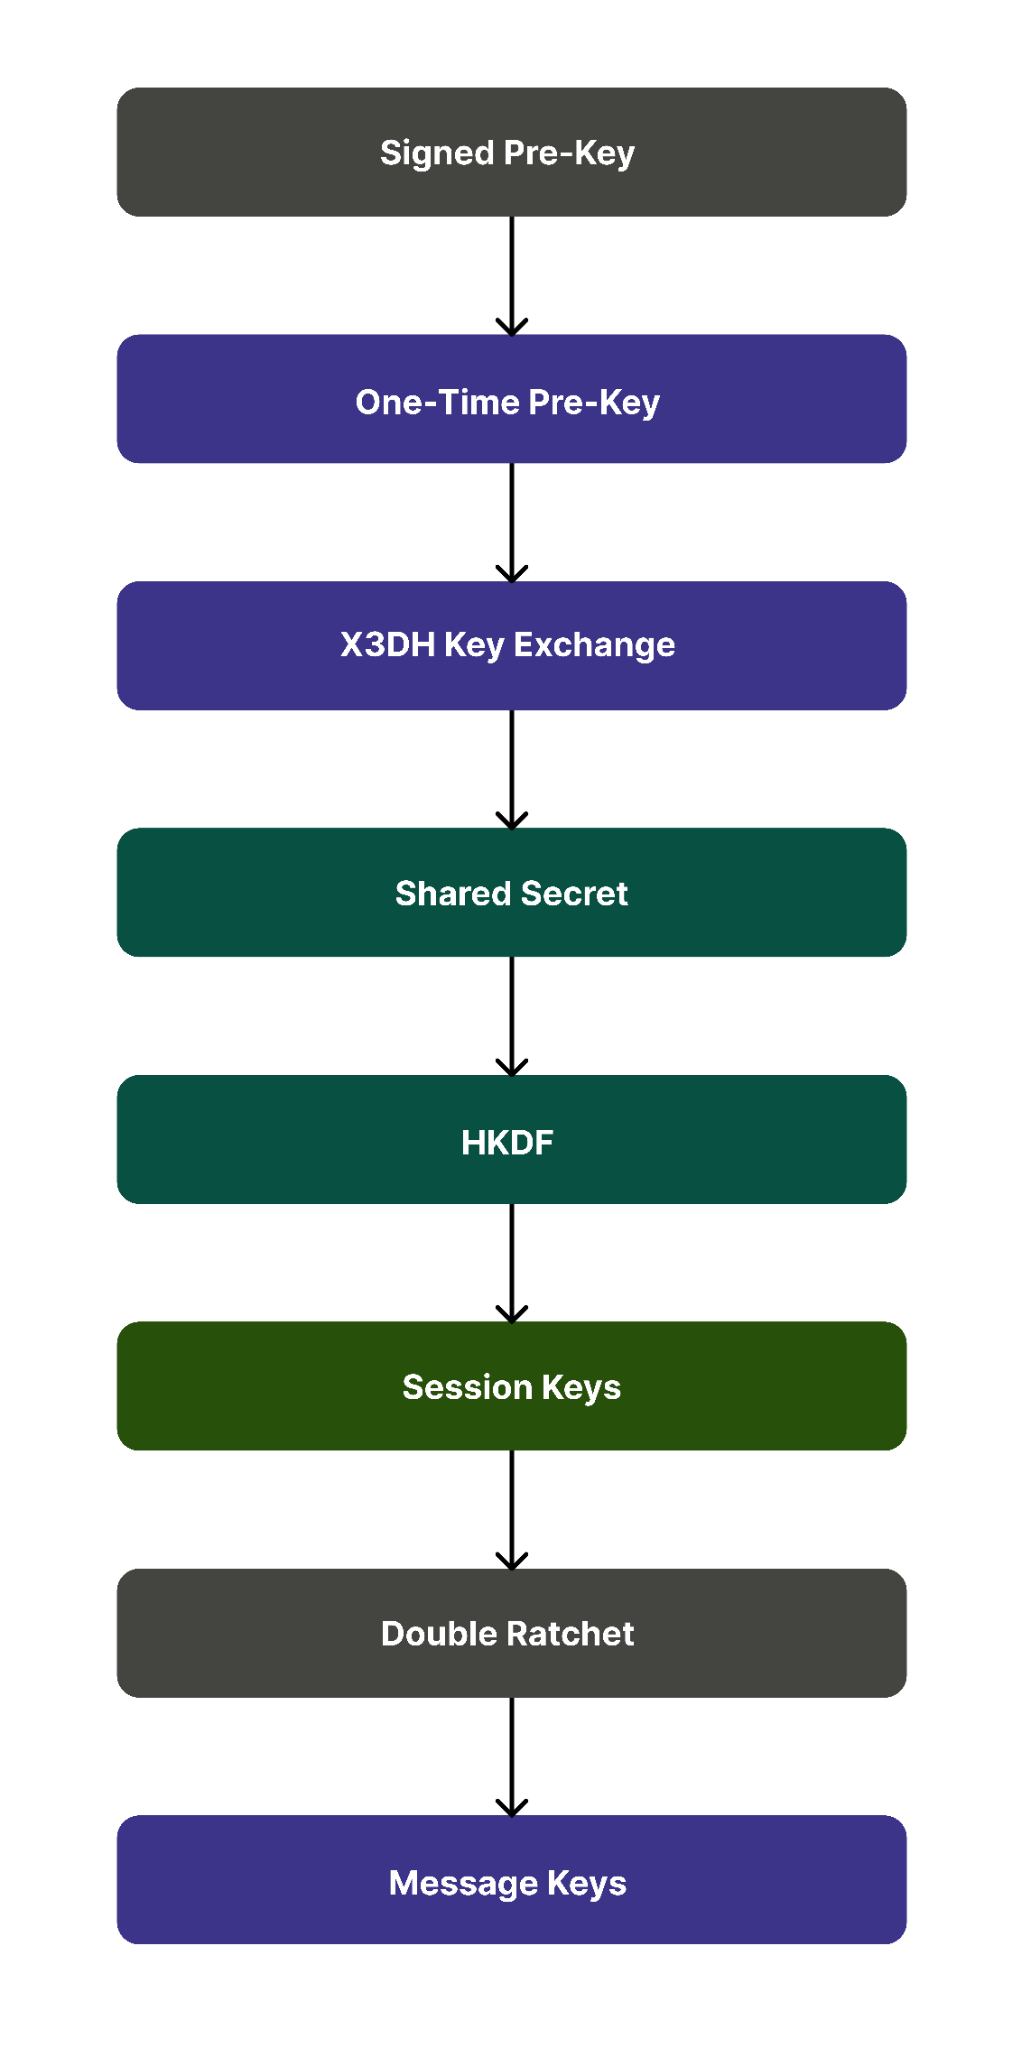 Signed Pre-Key
One-Time Pre-Key
X3DH Key Exchange
Shared Secret
HKDF
Session Keys
Double Ratchet
Message Keys